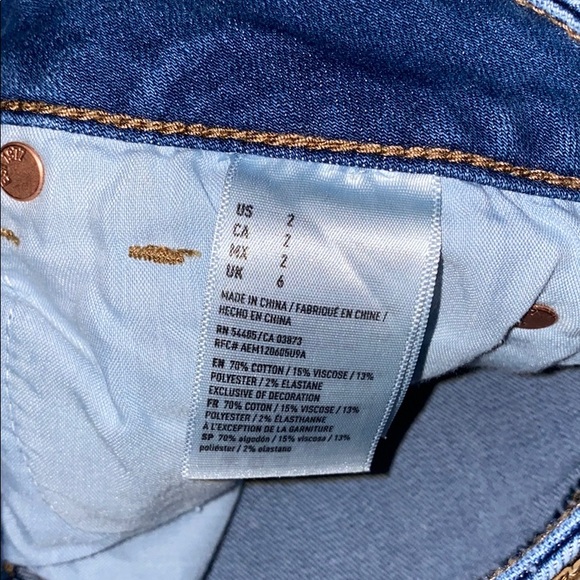 US 2
CA 2
MX 2
UK 6
MADE IN CHINA / FABRIQUÉ EN CHINE /
HECHO EN CHINA
RN 54485/CA 03873
RFC# AEM120605U9A
EN 70% COTTON / 15% VISCOSE / 13%
POLYESTER / 2% ELASTANE
EXCLUSIVE OF DECORATION
FR 70% COTON / 15% VISCOSE / 13%
POLYESTER / 2% ÉLASTHANNE
À L'EXCEPTION DE LA GARNITURE
SP 70% algodón / 15% viscosa / 13%
poliéster / 2% elastano